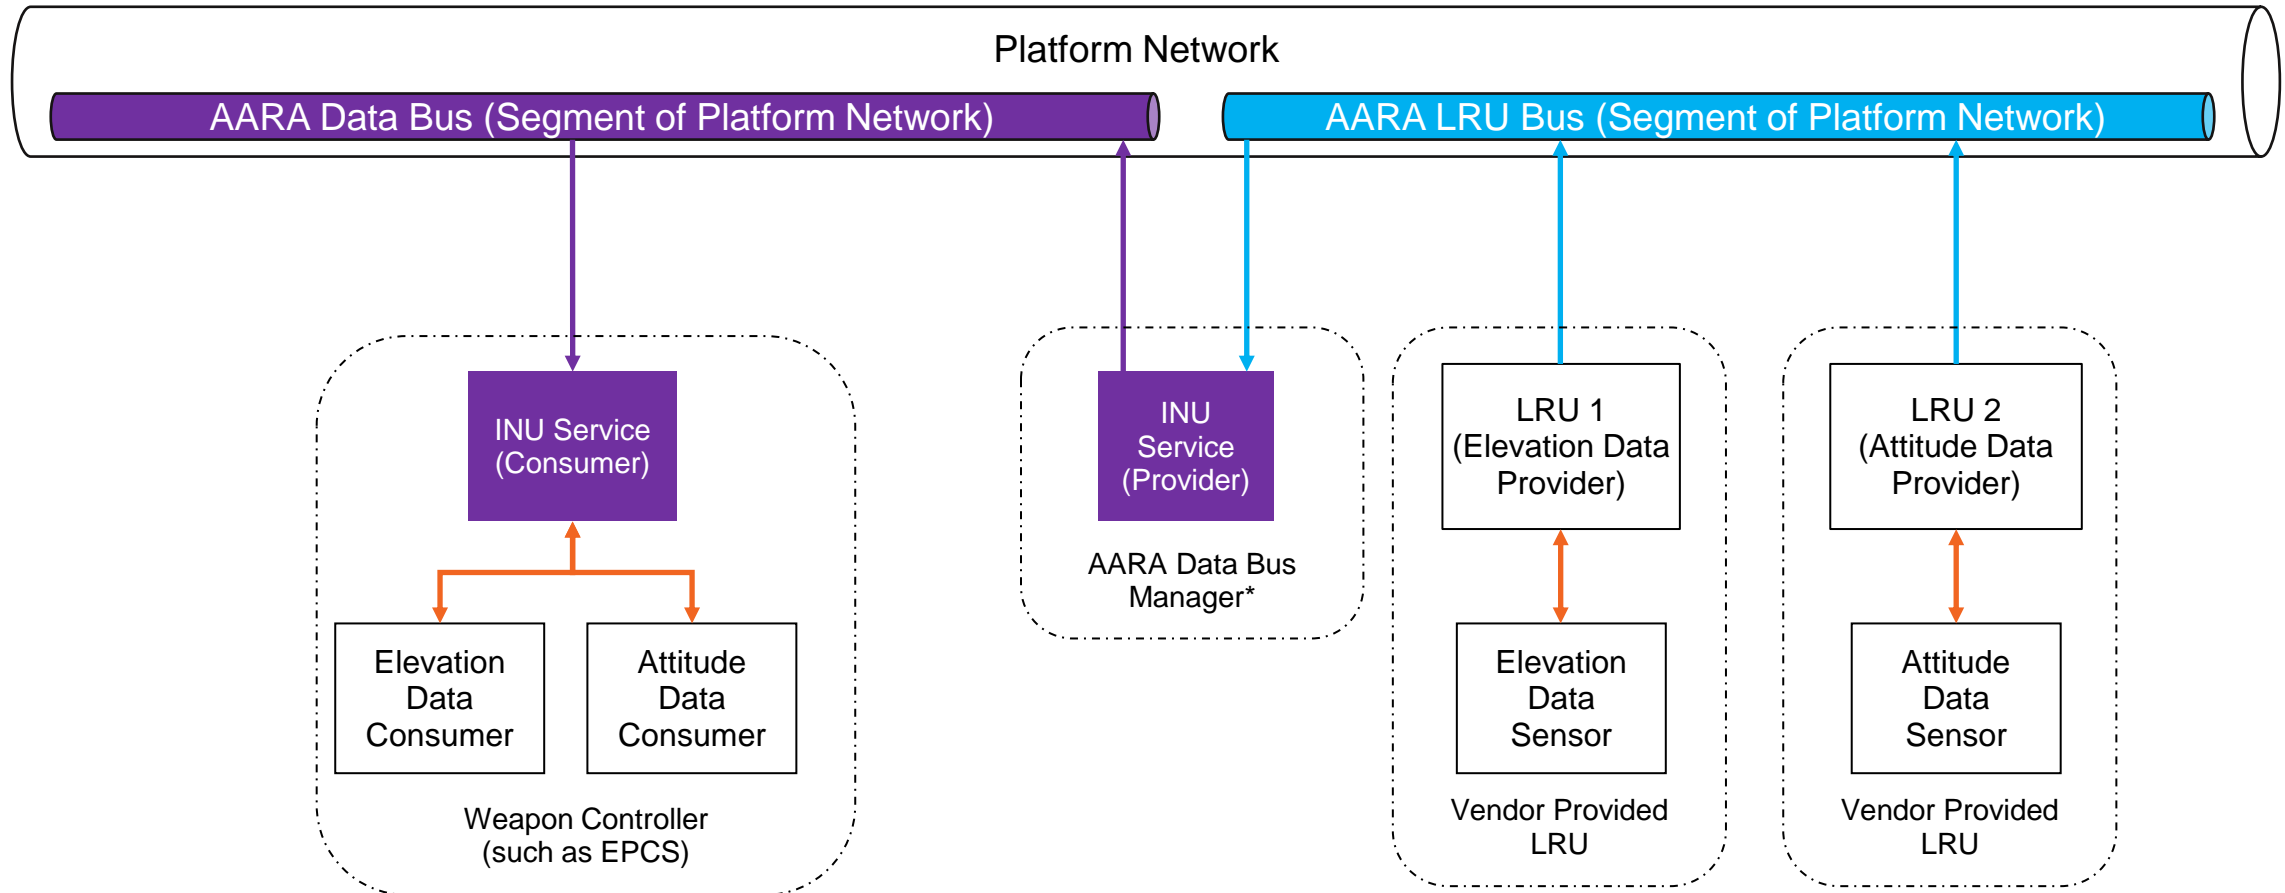 Platform Network
AARA Data Bus (Segment of Platform Network)
AARA LRU Bus (Segment of Platform Network)
INU Service
(Consumer)
Elevation
Data
Consumer
Attitude
Data
Consumer
Weapon Controller
(such as EPCS)
INU
Service
(Provider)
AARA Data Bus
Manager*
LRU 1
(Elevation Data
Provider)
Elevation
Data
Sensor
Vendor Provided
LRU
LRU 2
(Attitude Data
Provider)
Attitude
Data
Sensor
Vendor Provided
LRU